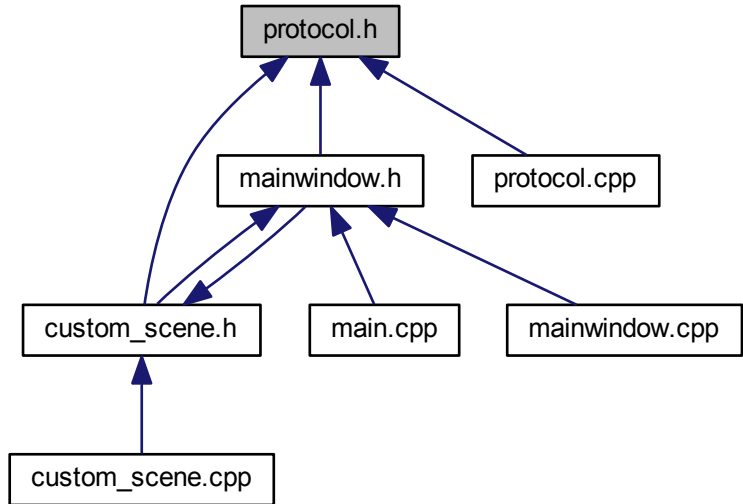 protocol.h
mainwindow.h
protocol.cpp
custom_scene.h
main.cpp
mainwindow.cpp
custom_scene.cpp